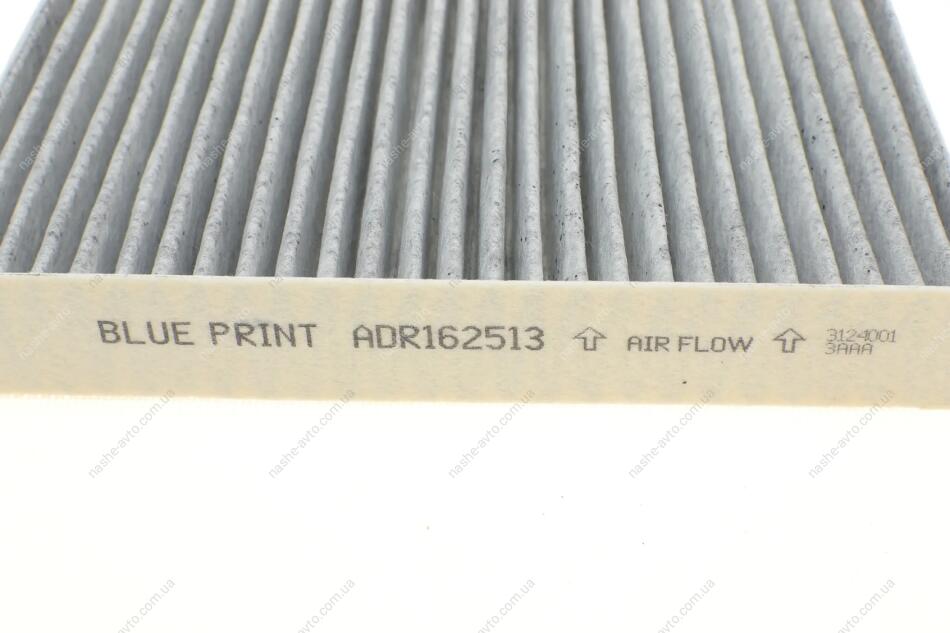 BLUE PRINT ADR162513 ⇧ AIR FLOW ⇧ 3124001
3AAA
nashe-avto.com.ua